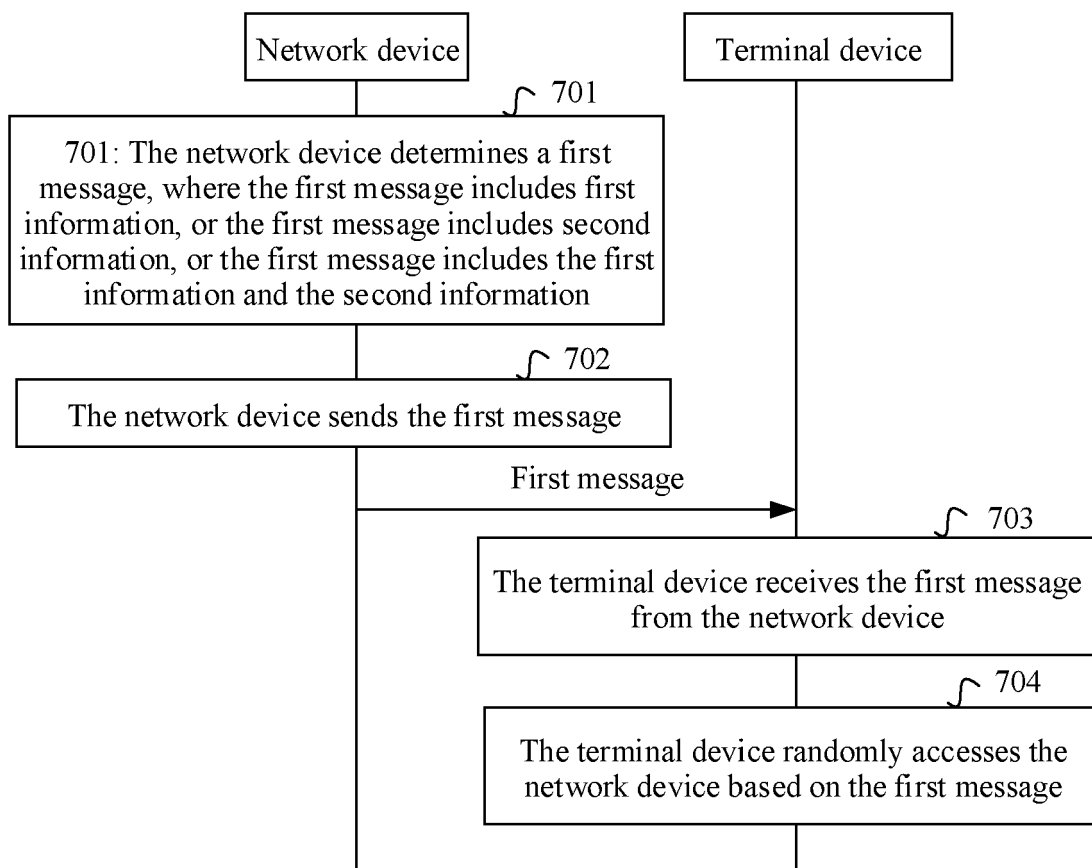 Network device
Terminal device
701
701: The network device determines a first
message, where the first message includes first
information, or the first message includes second
information, or the first message includes the first
information and the second information
702
The network device sends the first message
First message
703
The terminal device receives the first message
from the network device
704
The terminal device randomly accesses the
network device based on the first message